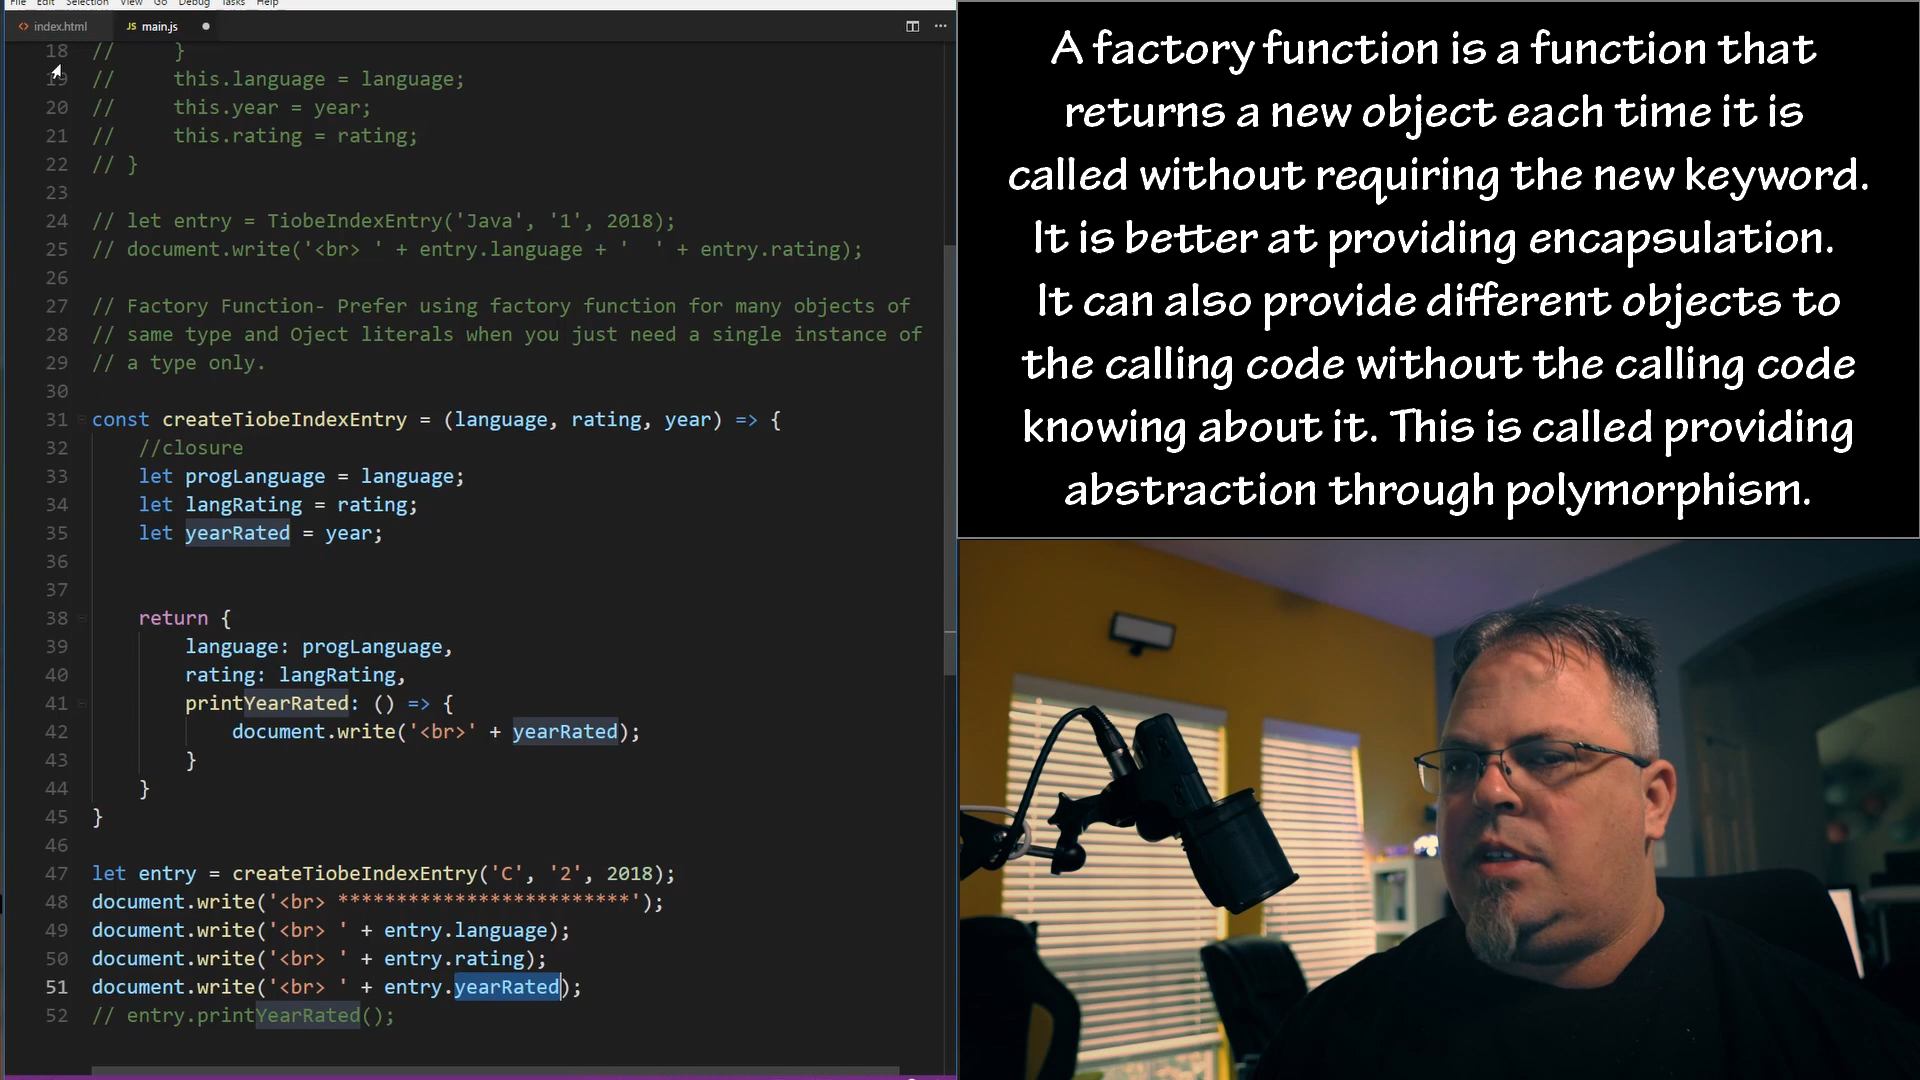 File Edit Selection View Go Debug Tasks Help
index.html JS main.js
18 // }
19 // this.language = language;
20 // this.year = year;
21 // this.rating = rating;
22 // }
23
24 // let entry = TiobeIndexEntry('Java', '1', 2018);
25 // document.write('<br> ' + entry.language + '  ' + entry.rating);
26
27 // Factory Function- Prefer using factory function for many objects of
28 // same type and Oject literals when you just need a single instance of
29 // a type only.
30
31 const createTiobeIndexEntry = (language, rating, year) => {
32 //closure
33 let progLanguage = language;
34 let langRating = rating;
35 let yearRated = year;
36
37
38 return {
39 language: progLanguage,
40 rating: langRating,
41 printYearRated: () => {
42 document.write('<br>' + yearRated);
43 }
44 }
45 }
46
47 let entry = createTiobeIndexEntry('C', '2', 2018);
48 document.write('<br> *************************');
49 document.write('<br> ' + entry.language);
50 document.write('<br> ' + entry.rating);
51 document.write('<br> ' + entry.yearRated);
52 // entry.printYearRated();
A factory function is a function that
returns a new object each time it is
called without requiring the new keyword.
It is better at providing encapsulation.
It can also provide different objects to
the calling code without the calling code
knowing about it. This is called providing
abstraction through polymorphism.